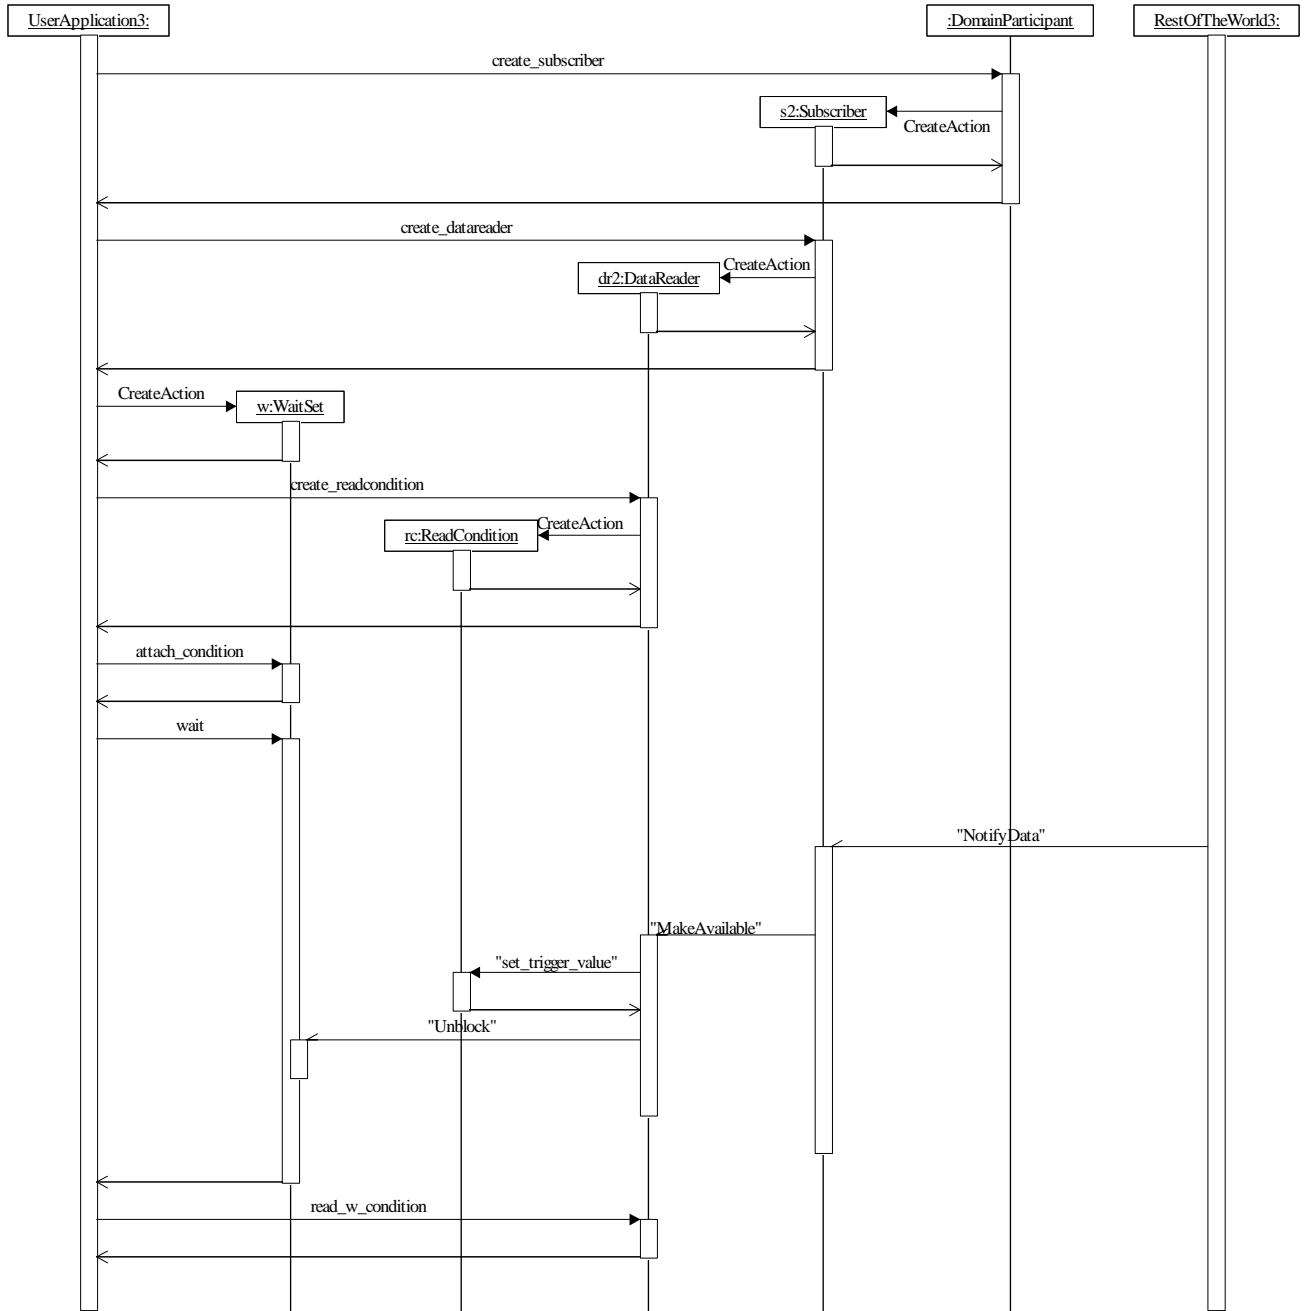 UserApplication3:
:DomainParticipant
RestOfTheWorld3:
create_subscriber
s2:Subscriber
CreateAction
create_datareader
CreateAction
dr2:DataReader
CreateAction
w:WaitSet
create_readcondition
CreateAction
rc:ReadCondition
attach_condition
wait
"NotifyData"
"MakeAvailable"
"set_trigger_value"
"Unblock"
read_w_condition